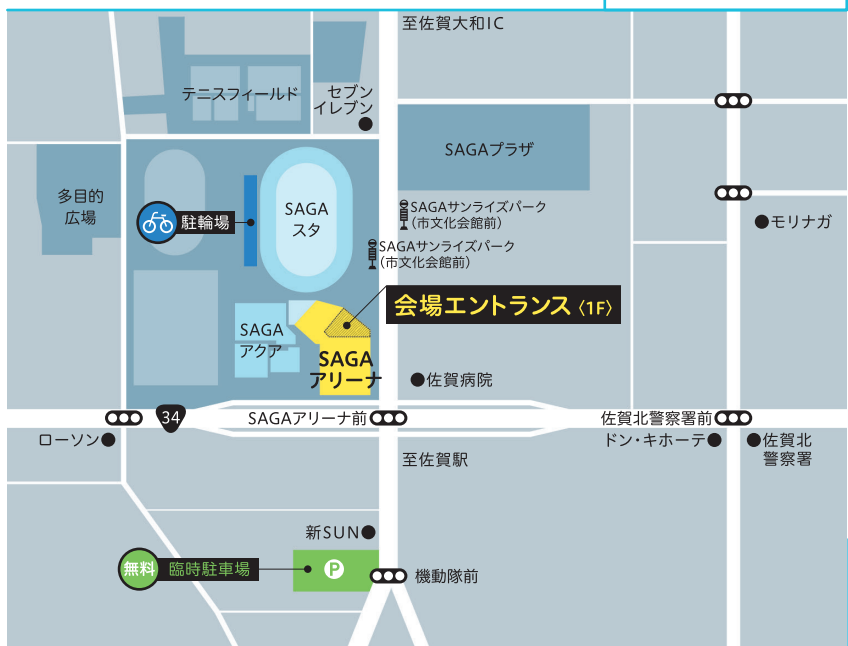 至佐賀大和IC
テニスフィールド
セブン
イレブン
SAGAプラザ
多目的
広場
駐輪場
SAGA
スタ
SAGAサンライズパーク
(市文化会館前)
モリナガ
SAGAサンライズパーク
(市文化会館前)
会場エントランス〈1F〉
SAGA
アクア
SAGA
アリーナ
佐賀病院
34
SAGAアリーナ前
佐賀北警察署前
ローソン
至佐賀駅
ドン・キホーテ
佐賀北
警察署
新SUN
無料
臨時駐車場
P
機動隊前